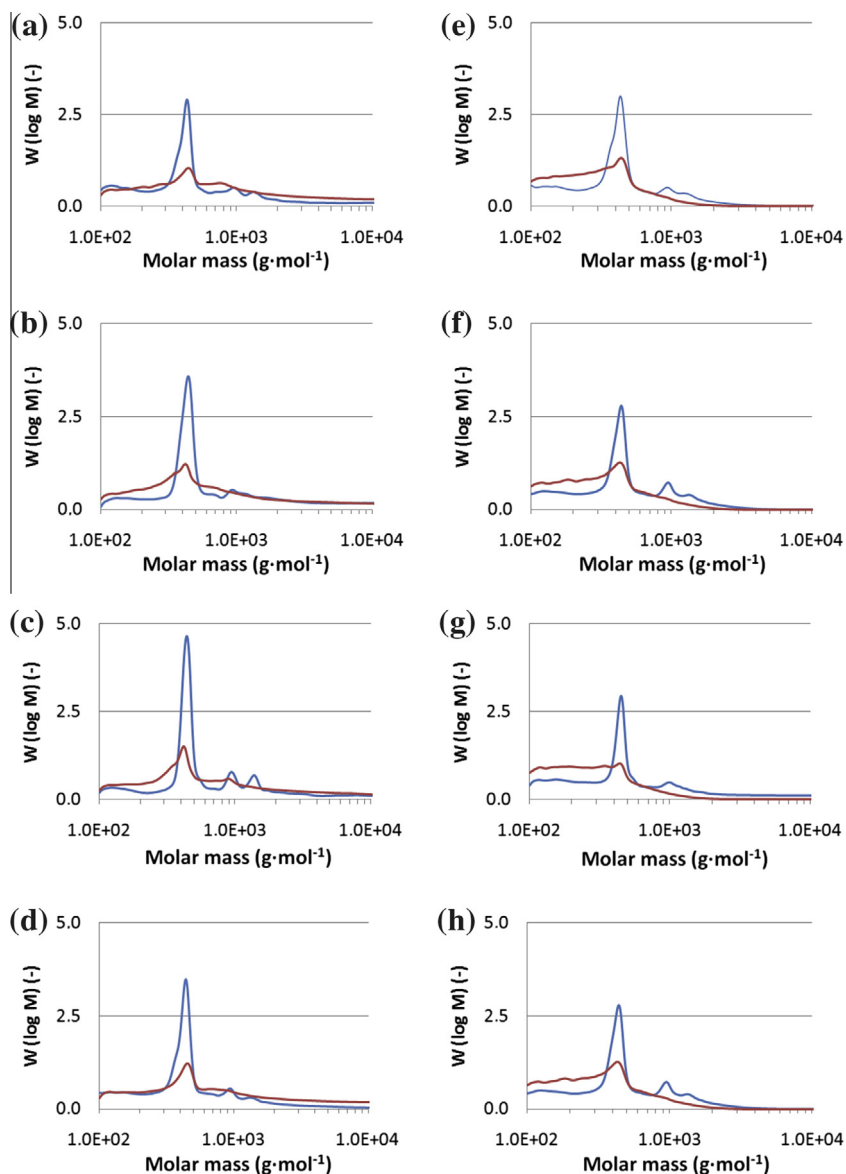 (a)
5.0
2.5
0.0
W (log M) (-)
1.0E+02 1.0E+03 1.0E+04
Molar mass (g·mol⁻¹)
(e)
5.0
2.5
0.0
W (log M) (-)
1.0E+02 1.0E+03 1.0E+04
Molar mass (g·mol⁻¹)
(b)
5.0
2.5
0.0
W (log M) (-)
1.0E+02 1.0E+03 1.0E+04
Molar mass (g·mol⁻¹)
(f)
5.0
2.5
0.0
W (log M) (-)
1.0E+02 1.0E+03 1.0E+04
Molar mass (g·mol⁻¹)
(c)
5.0
2.5
0.0
W (log M) (-)
1.0E+02 1.0E+03 1.0E+04
Molar mass (g·mol⁻¹)
(g)
5.0
2.5
0.0
W (log M) (-)
1.0E+02 1.0E+03 1.0E+04
Molar mass (g·mol⁻¹)
(d)
5.0
2.5
0.0
W (log M) (-)
1.0E+02 1.0E+03 1.0E+04
Molar mass (g·mol⁻¹)
(h)
5.0
2.5
0.0
W (log M) (-)
1.0E+02 1.0E+03 1.0E+04
Molar mass (g·mol⁻¹)